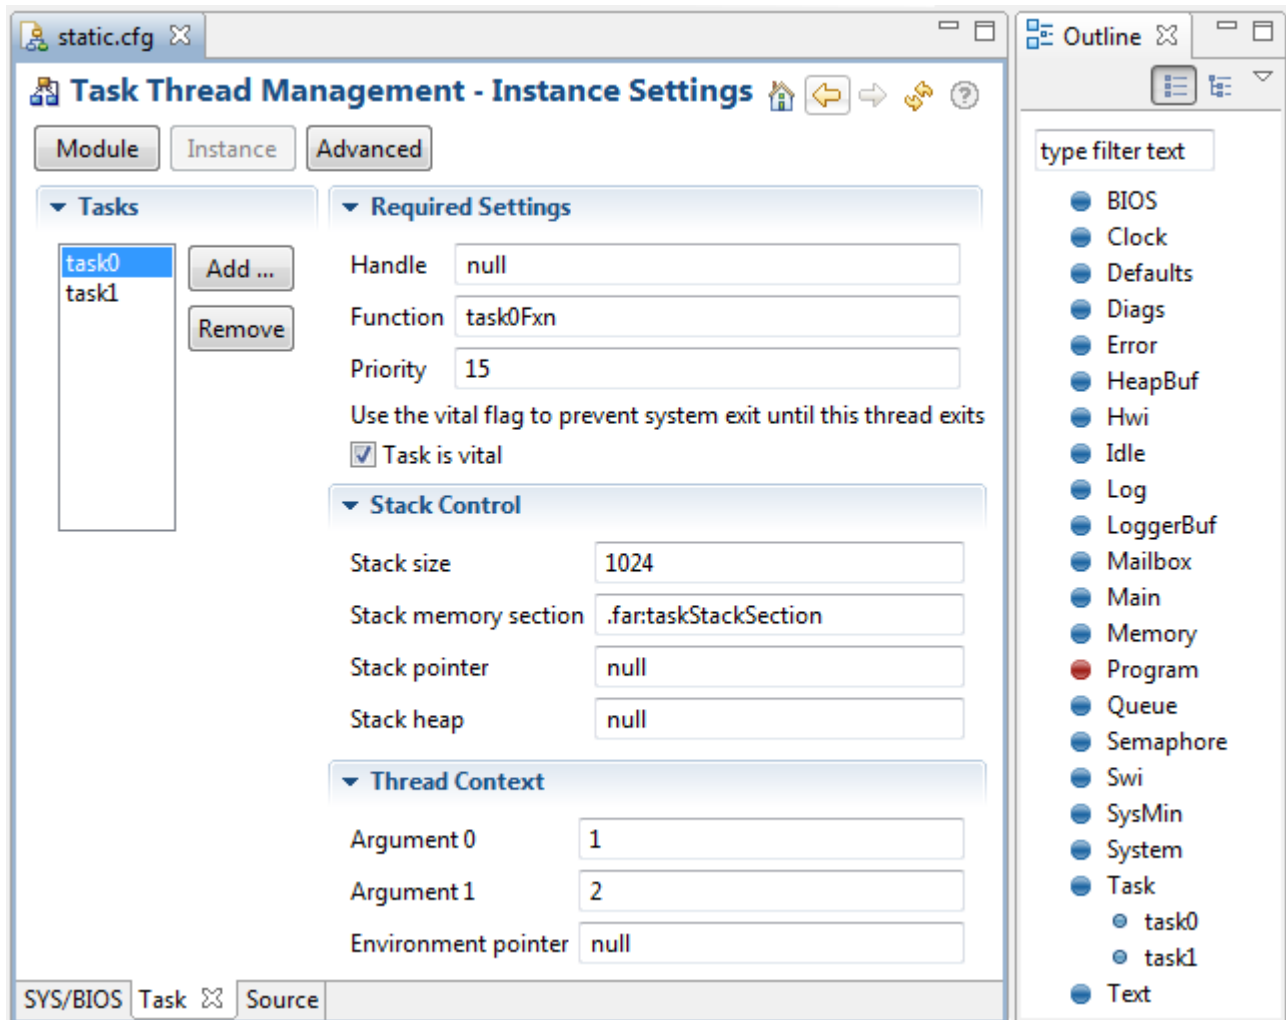 static.cfg
Task Thread Management - Instance Settings
Module Instance Advanced
Tasks
task0
task1
Add ...
Remove
Required Settings
Handle null
Function task0Fxn
Priority 15
Use the vital flag to prevent system exit until this thread exits
Task is vital
Stack Control
Stack size 1024
Stack memory section .far:taskStackSection
Stack pointer null
Stack heap null
Thread Context
Argument 0 1
Argument 1 2
Environment pointer null
SYS/BIOS Task Source
Outline
type filter text
BIOS
Clock
Defaults
Diags
Error
HeapBuf
Hwi
Idle
Log
LoggerBuf
Mailbox
Main
Memory
Program
Queue
Semaphore
Swi
SysMin
System
Task
task0
task1
Text